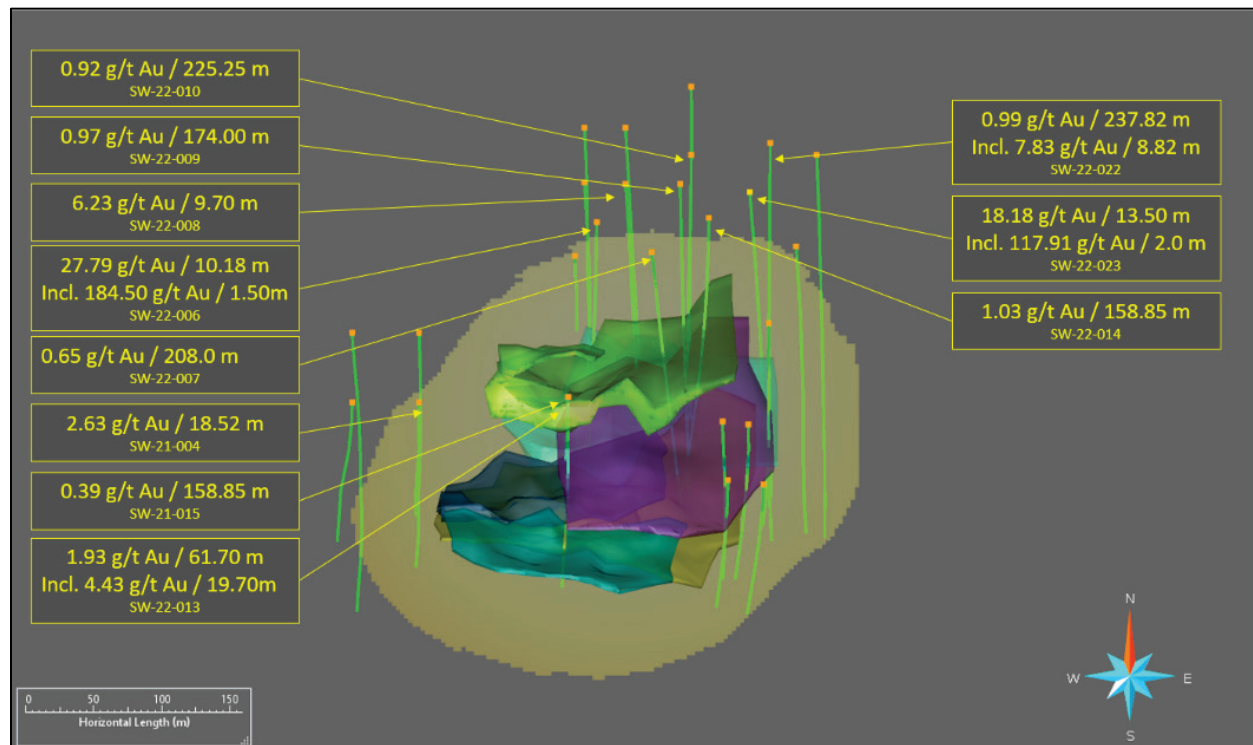 0.92 g/t Au / 225.25 m
SW-22-010
0.97 g/t Au / 174.00 m
SW-22-009
6.23 g/t Au / 9.70 m
SW-22-008
27.79 g/t Au / 10.18 m
Incl. 184.50 g/t Au / 1.50m
SW-22-006
0.65 g/t Au / 208.0 m
SW-22-007
2.63 g/t Au / 18.52 m
SW-21-004
0.39 g/t Au / 158.85 m
SW-21-015
1.93 g/t Au / 61.70 m
Incl. 4.43 g/t Au / 19.70m
SW-22-013
0.99 g/t Au / 237.82 m
Incl. 7.83 g/t Au / 8.82 m
SW-22-022
18.18 g/t Au / 13.50 m
Incl. 117.91 g/t Au / 2.0 m
SW-22-023
1.03 g/t Au / 158.85 m
SW-22-014
0 50 100 150
Horizontal Length (m)
N
W E
S